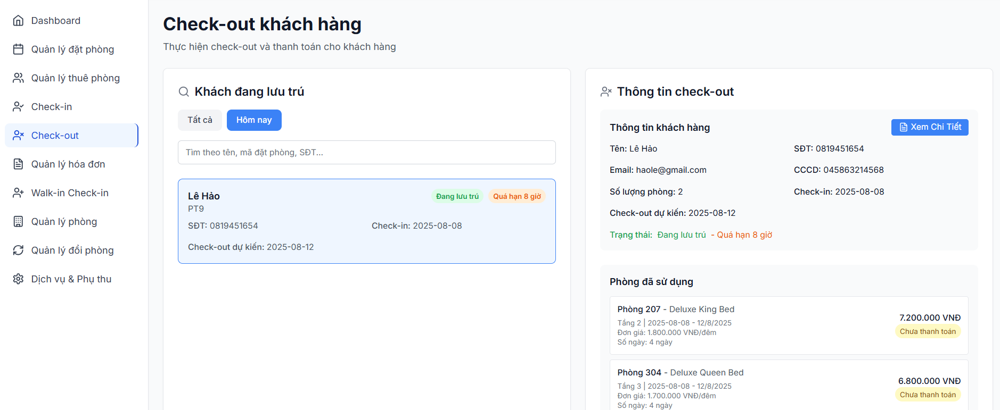 Dashboard
Quản lý đặt phòng
Quản lý thuê phòng
Check-in
Check-out
Quản lý hóa đơn
Walk-in Check-in
Quản lý phòng
Quản lý đổi phòng
Dịch vụ & Phụ thu
Check-out khách hàng
Thực hiện check-out và thanh toán cho khách hàng
Khách đang lưu trú
Tất cả
Hôm nay
Tìm theo tên, mã đặt phòng, SĐT...
Lê Hảo
Đang lưu trú
Quá hạn 8 giờ
PT9
SĐT: 0819451654
Check-in: 2025-08-08
Check-out dự kiến: 2025-08-12
Thông tin check-out
Thông tin khách hàng
Xem Chi Tiết
Tên: Lê Hảo
SĐT: 0819451654
Email: haole@gmail.com
CCCD: 045863214568
Số lượng phòng: 2
Check-in: 2025-08-08
Check-out dự kiến: 2025-08-12
Trạng thái: Đang lưu trú - Quá hạn 8 giờ
Phòng đã sử dụng
Phòng 207 - Deluxe King Bed
Tầng 2 | 2025-08-08 - 12/8/2025
Đơn giá: 1.800.000 VNĐ/đêm
Số ngày: 4 ngày
7.200.000 VNĐ
Chưa thanh toán
Phòng 304 - Deluxe Queen Bed
Tầng 3 | 2025-08-08 - 12/8/2025
Đơn giá: 1.700.000 VNĐ/đêm
Số ngày: 4 ngày
6.800.000 VNĐ
Chưa thanh toán